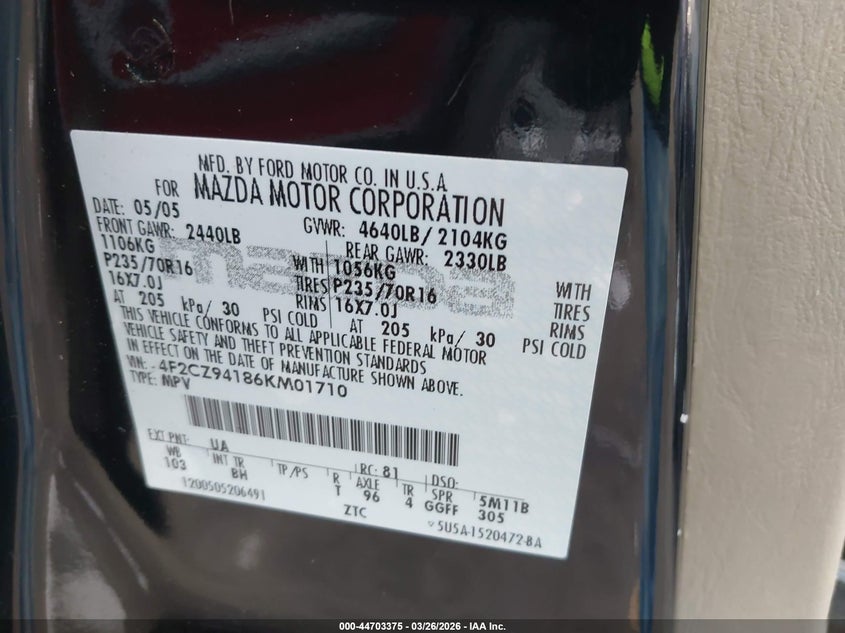 MFD. BY FORD MOTOR CO. IN U.S.A.
FOR MAZDA MOTOR CORPORATION
DATE: 05/05 GVWR: 4640LB/ 2104KG
FRONT GAWR: 2440LB REAR GAWR: 2330LB
1106KG WITH 1056KG WITH
P235/70R16 TIRES P235/70R16 TIRES
16X7.0J RIMS 16X7.0J RIMS
AT 205 kPa/ 30 PSI COLD AT 205 kPa/ 30 PSI COLD
mazda
THIS VEHICLE CONFORMS TO ALL APPLICABLE FEDERAL MOTOR
VEHICLE SAFETY AND THEFT PREVENTION STANDARDS
IN EFFECT ON THE DATE OF MANUFACTURE SHOWN ABOVE.
VIN: 4F2CZ94186KM01710
TYPE: MPV
EXT PNT: UA RC: 81 DSO:
WB INT TR TP/PS R AXLE TR SPR
103 BH T 96 4 GGFF 305 5M11B
1200505206491 ZTC 5U5A-1520472-BA
000-44703375 - 03/26/2026 - IAA Inc.